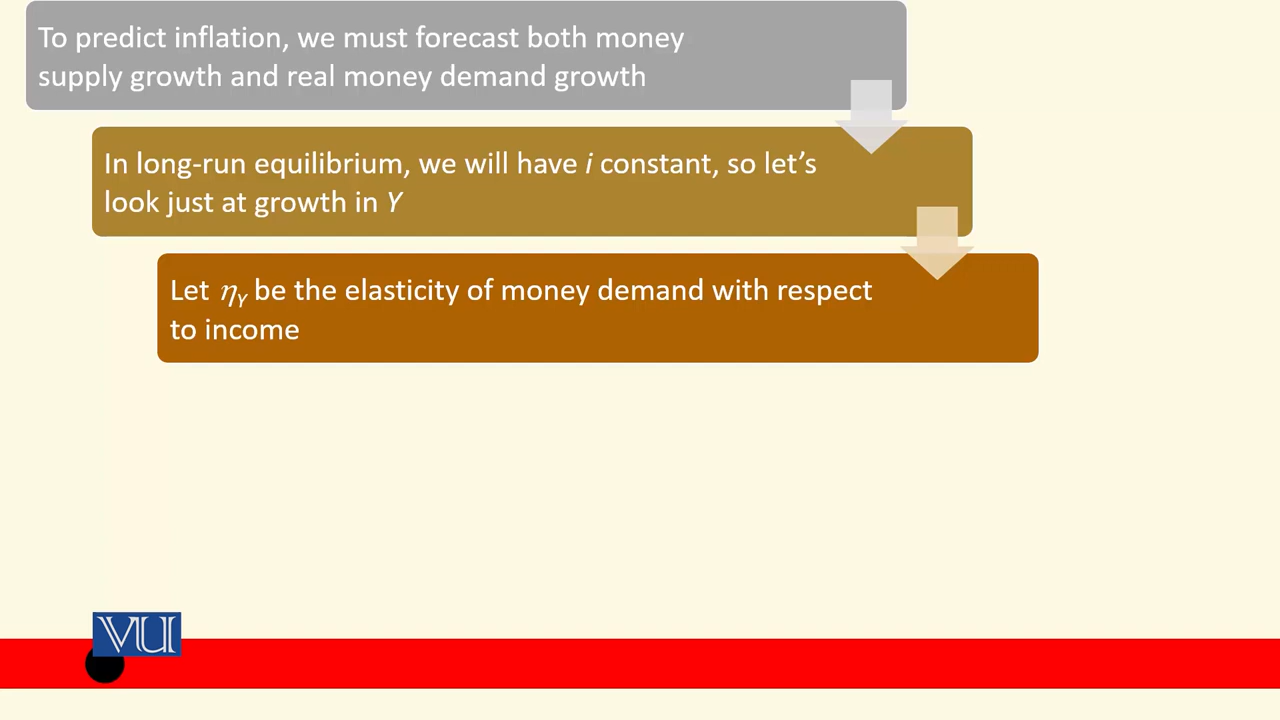 To predict inflation, we must forecast both money
supply growth and real money demand growth
In long-run equilibrium, we will have i constant, so let’s
look just at growth in Y
Let ηY be the elasticity of money demand with respect
to income
VU